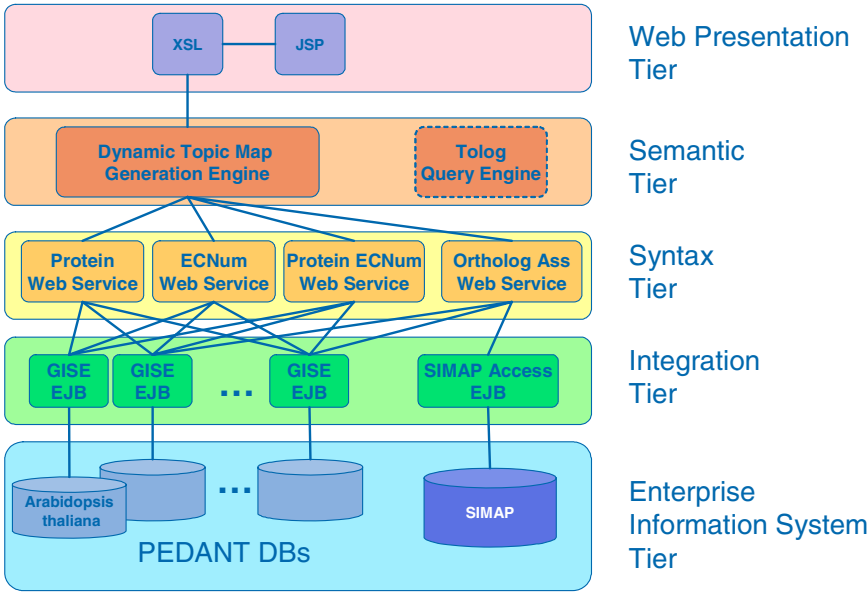 XSL
JSP
Web Presentation
Tier
Dynamic Topic Map
Generation Engine
Tolog
Query Engine
Semantic
Tier
Protein
Web Service
ECNum
Web Service
Protein ECNum
Web Service
Ortholog Ass
Web Service
Syntax
Tier
GISE
EJB
GISE
EJB
...
GISE
EJB
SIMAP Access
EJB
Integration
Tier
Arabidopsis
thaliana
...
SIMAP
PEDANT DBs
Enterprise
Information System
Tier